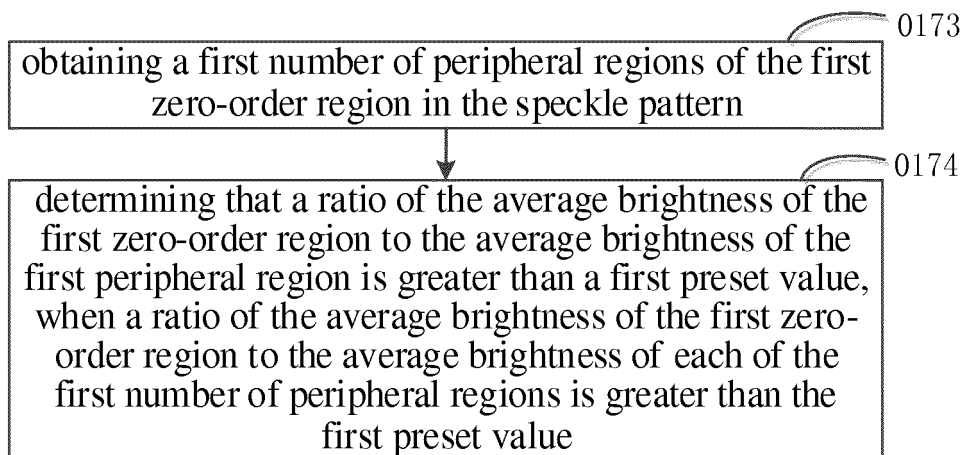 0173
obtaining a first number of peripheral regions of the first
zero-order region in the speckle pattern
0174
determining that a ratio of the average brightness of the
first zero-order region to the average brightness of the
first peripheral region is greater than a first preset value,
when a ratio of the average brightness of the first zero-
order region to the average brightness of each of the
first number of peripheral regions is greater than the
first preset value